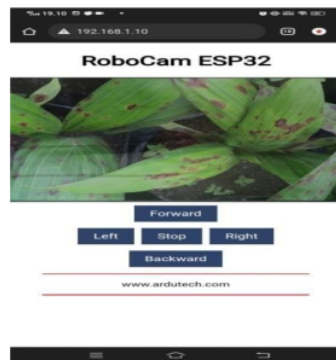 19.10
192.168.1.10
RoboCam ESP32
Forward
Left Stop Right
Backward
www.ardutech.com